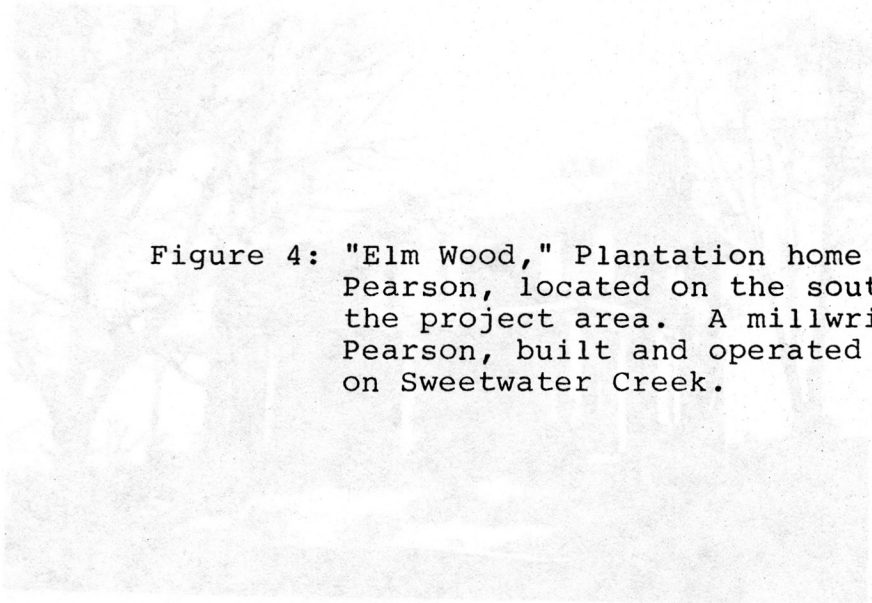 Figure 4: "Elm Wood," Plantation home
Pearson, located on the sout
the project area. A millwri
Pearson, built and operated
on Sweetwater Creek.